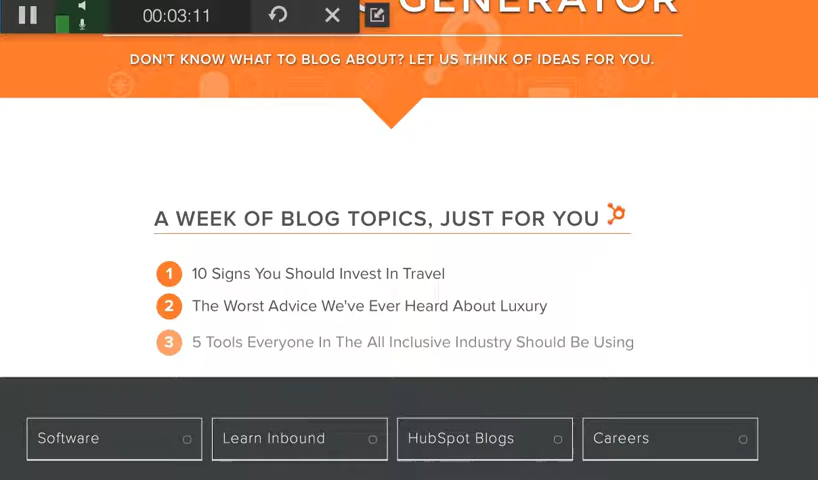 00:03:11
GENERATOR
DON'T KNOW WHAT TO BLOG ABOUT? LET US THINK OF IDEAS FOR YOU.
A WEEK OF BLOG TOPICS, JUST FOR YOU
1 10 Signs You Should Invest In Travel
2 The Worst Advice We've Ever Heard About Luxury
3 5 Tools Everyone In The All Inclusive Industry Should Be Using
Software Learn Inbound HubSpot Blogs Careers